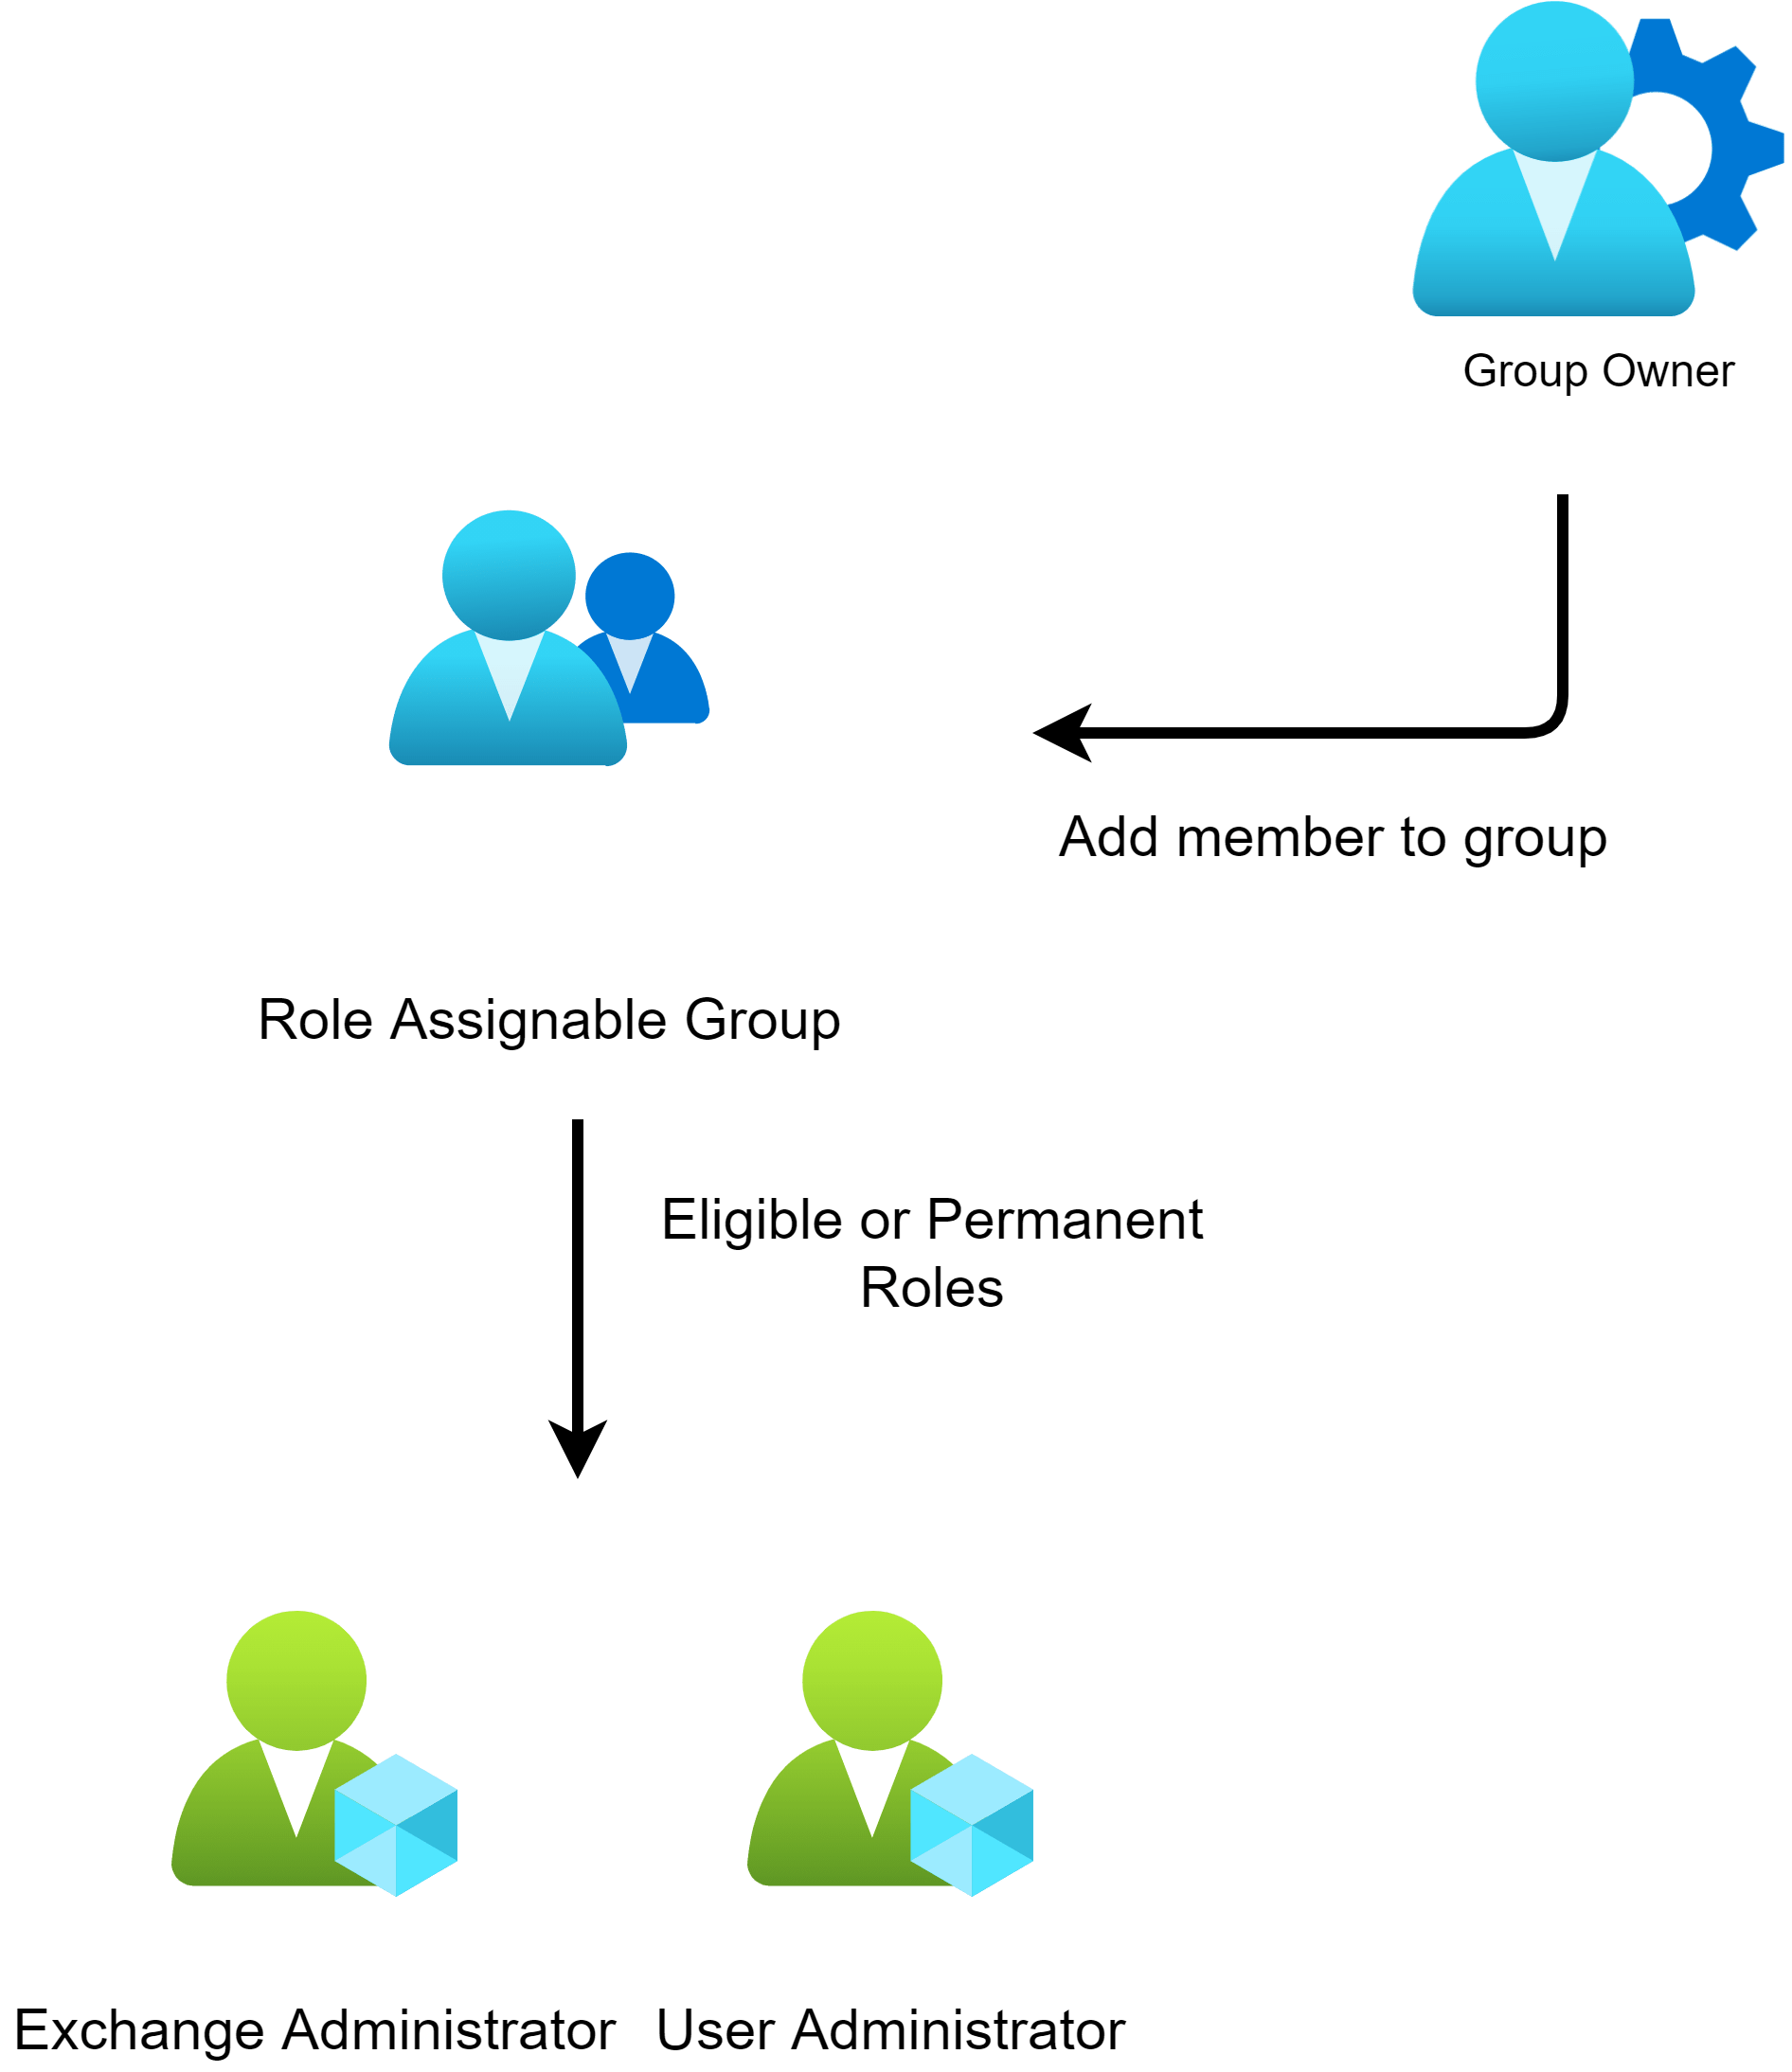 Group Owner
Add member to group
Role Assignable Group
Eligible or Permanent
Roles
Exchange Administrator
User Administrator